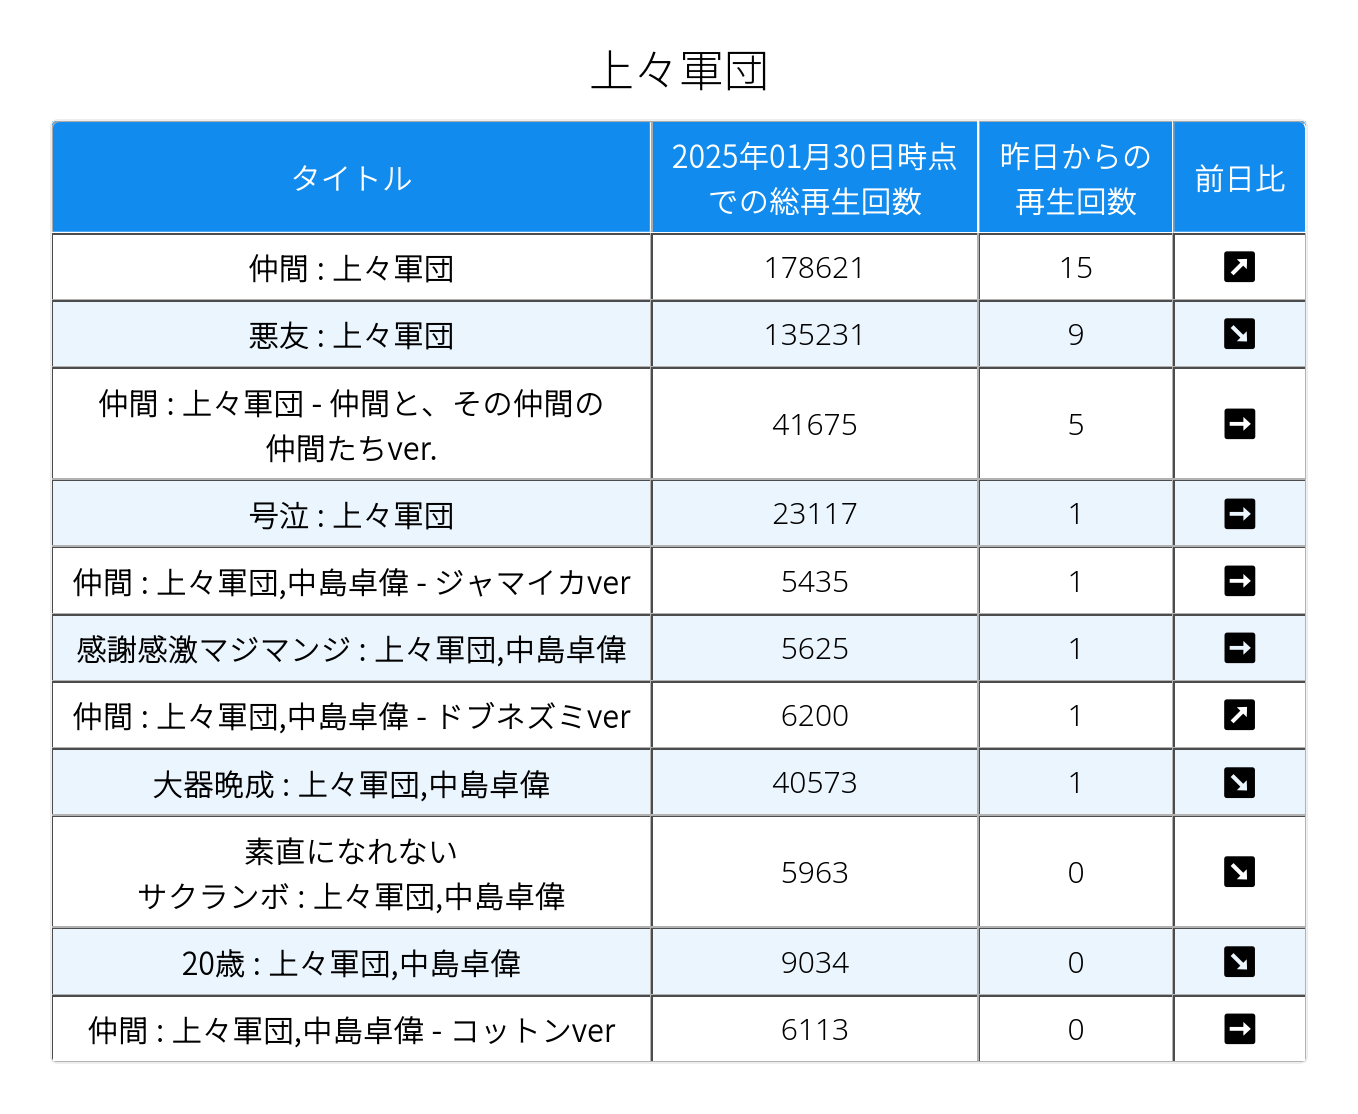 上々軍団
タイトル
2025年01月30日時点
での総再生回数
昨日からの
再生回数
前日比
仲間 : 上々軍団
178621
15
悪友 : 上々軍団
135231
9
仲間 : 上々軍団 - 仲間と、その仲間の
仲間たちver.
41675
5
号泣 : 上々軍団
23117
1
仲間 : 上々軍団,中島卓偉 - ジャマイカver
5435
1
感謝感激マジマンジ : 上々軍団,中島卓偉
5625
1
仲間 : 上々軍団,中島卓偉 - ドブネズミver
6200
1
大器晩成 : 上々軍団,中島卓偉
40573
1
素直になれない
サクランボ : 上々軍団,中島卓偉
5963
0
20歳 : 上々軍団,中島卓偉
9034
0
仲間 : 上々軍団,中島卓偉 - コットンver
6113
0